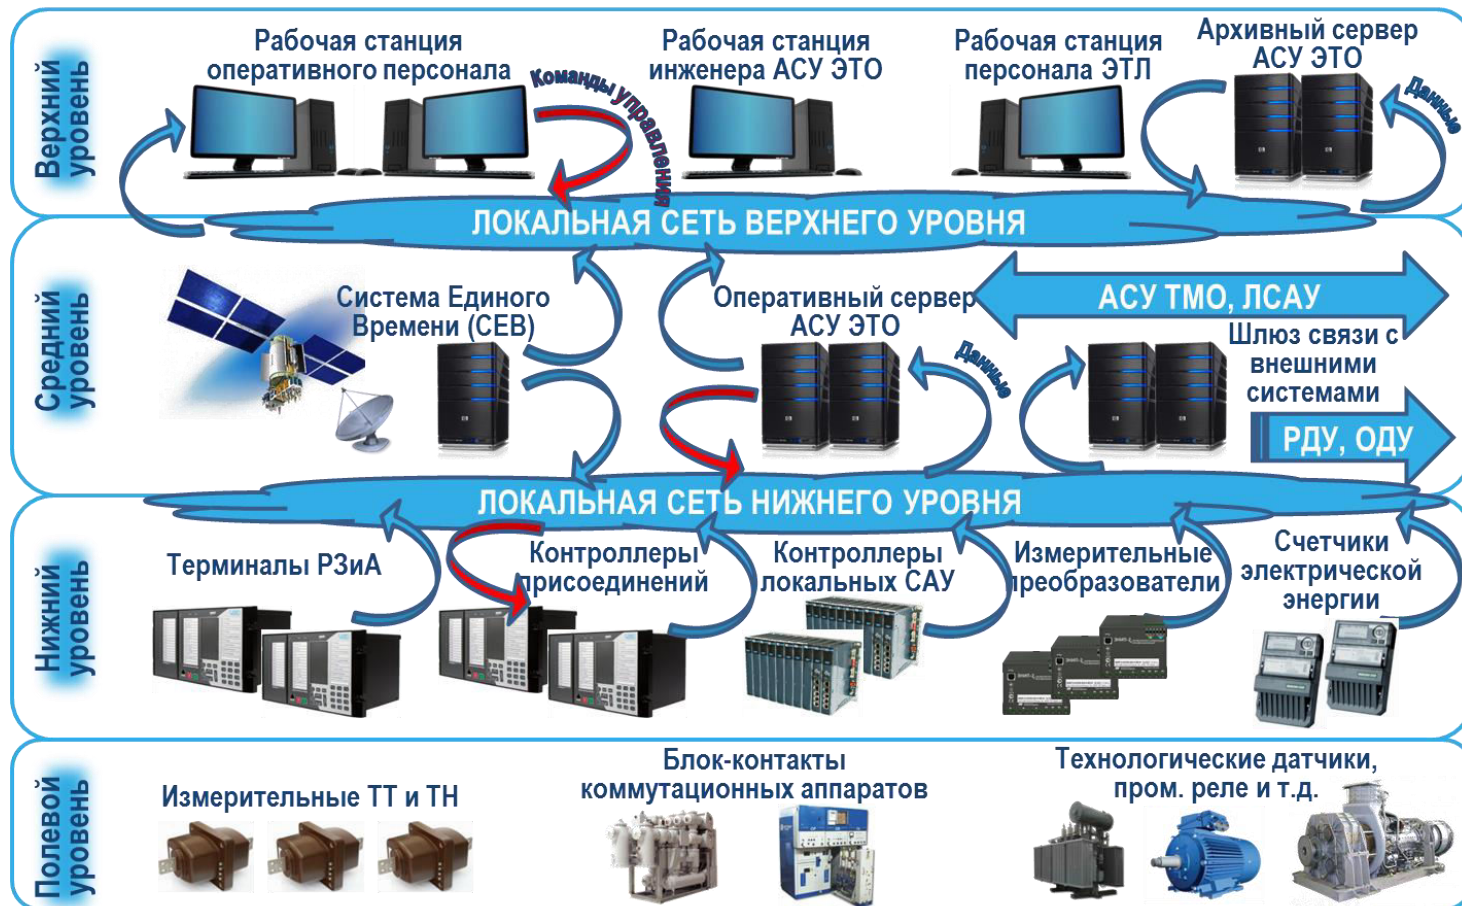 Верхний
уровень
Рабочая станция
оперативного персонала
Команды управления
Рабочая станция
инженера АСУ ЭТО
Рабочая станция
персонала ЭТЛ
Архивный сервер
АСУ ЭТО
Данные
ЛОКАЛЬНАЯ СЕТЬ ВЕРХНЕГО УРОВНЯ
Средний
уровень
Система Единого
Времени (СЕВ)
Оперативный сервер
АСУ ЭТО
Данные
АСУ ТМО, ЛСАУ
Шлюз связи с
внешними
системами
РДУ, ОДУ
ЛОКАЛЬНАЯ СЕТЬ НИЖНЕГО УРОВНЯ
Нижний
уровень
Терминалы РЗиА
Контроллеры
присоединений
Контроллеры
локальных САУ
Измерительные
преобразователи
Счетчики
электрической
энергии
Полевой
уровень
Измерительные ТТ и ТН
Блок-контакты
коммутационных аппаратов
Технологические датчики,
пром. реле и т.д.